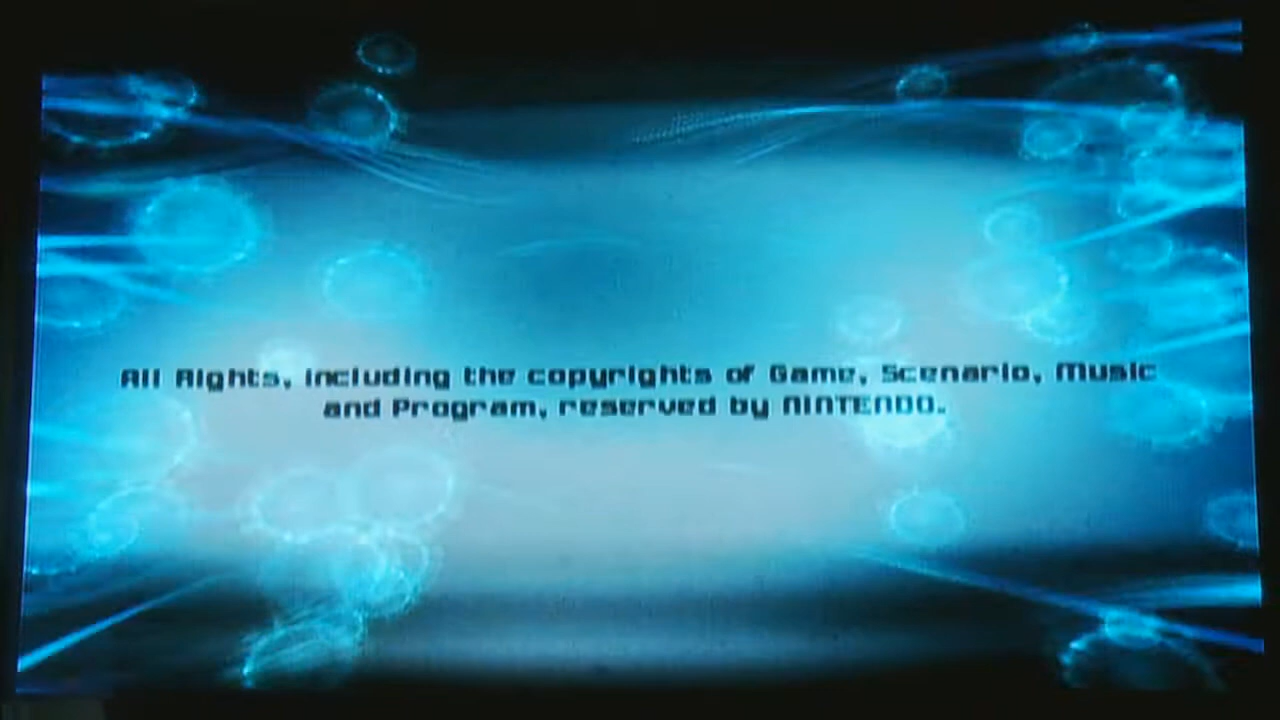 All Rights, including the copyrights of Game, Scenario, Music
and Program, reserved by NINTENDO.